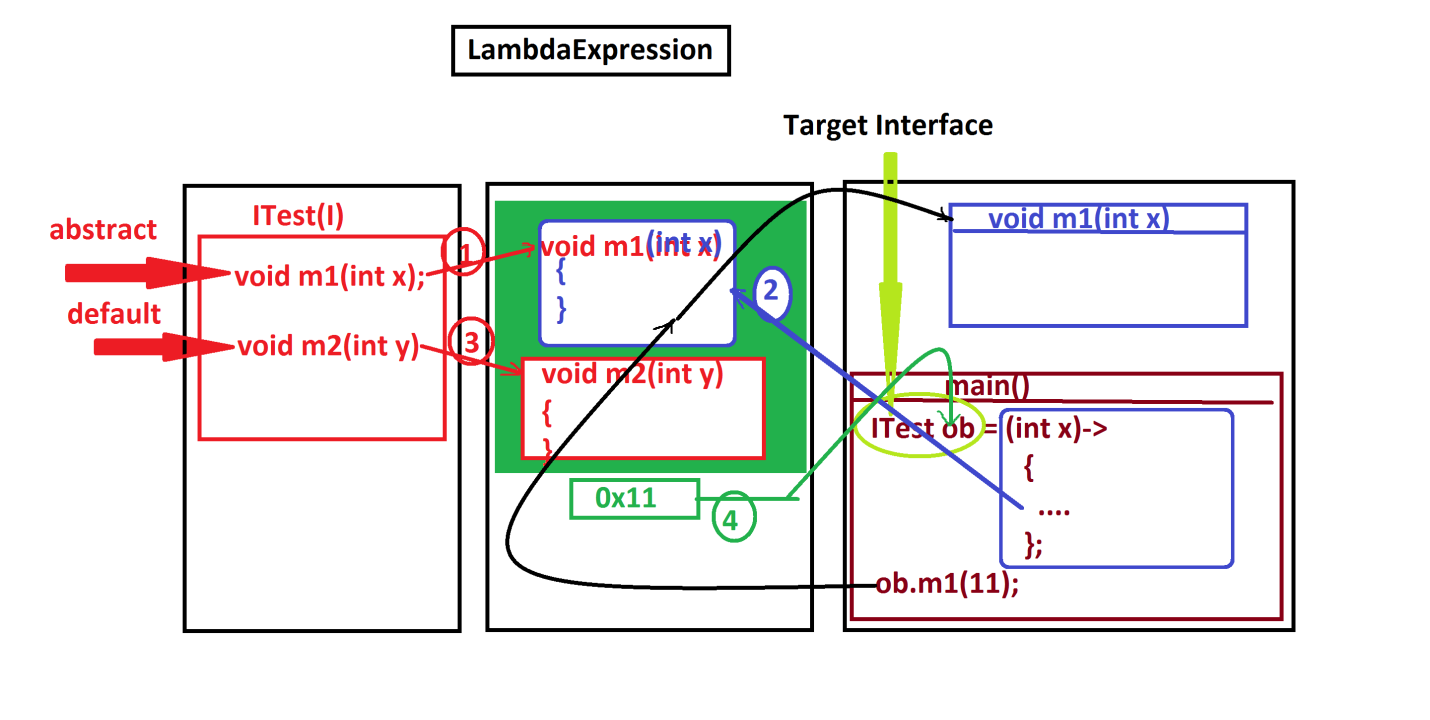 LambdaExpression
Target Interface
ITest(I)
abstract
void m1(int x);
default
void m2(int y)
1
void m1(int x)
(int x)
{
}
2
3
void m2(int y)
{
}
0x11
4
void m1(int x)
main()
ITest ob = (int x)->
{
....
};
ob.m1(11);